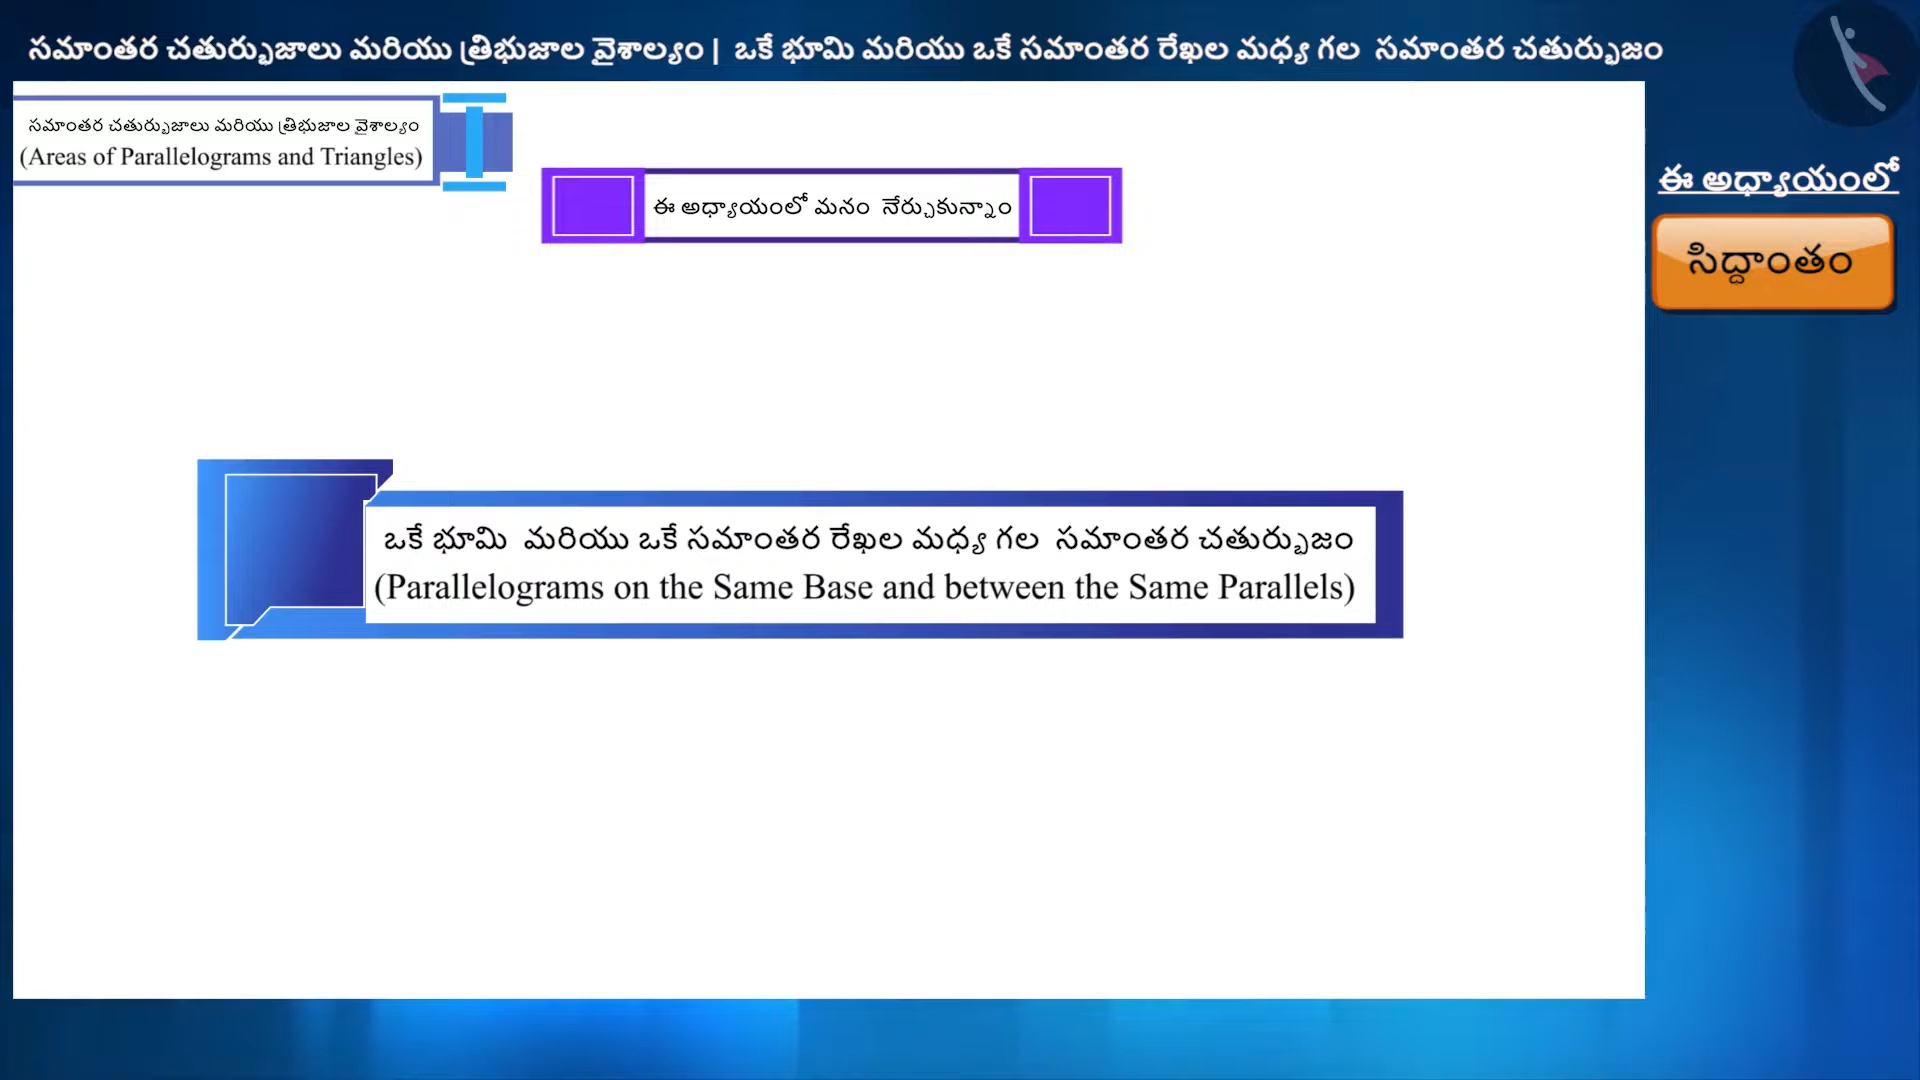 సమాంతర చతుర్భుజాలు మరియు త్రిభుజాల వైశాల్యం | ఒకే భూమి మరియు ఒకే సమాంతర రేఖల మధ్య గల సమాంతర చతుర్భుజం
సమాంతర చతుర్భుజాలు మరియు త్రిభుజాల వైశాల్యం
(Areas of Parallelograms and Triangles)
ఈ అధ్యాయంలో మనం నేర్చుకున్నాం
ఈ అధ్యాయంలో
సిద్ధాంతం
ఒకే భూమి మరియు ఒకే సమాంతర రేఖల మధ్య గల సమాంతర చతుర్భుజం
(Parallelograms on the Same Base and between the Same Parallels)